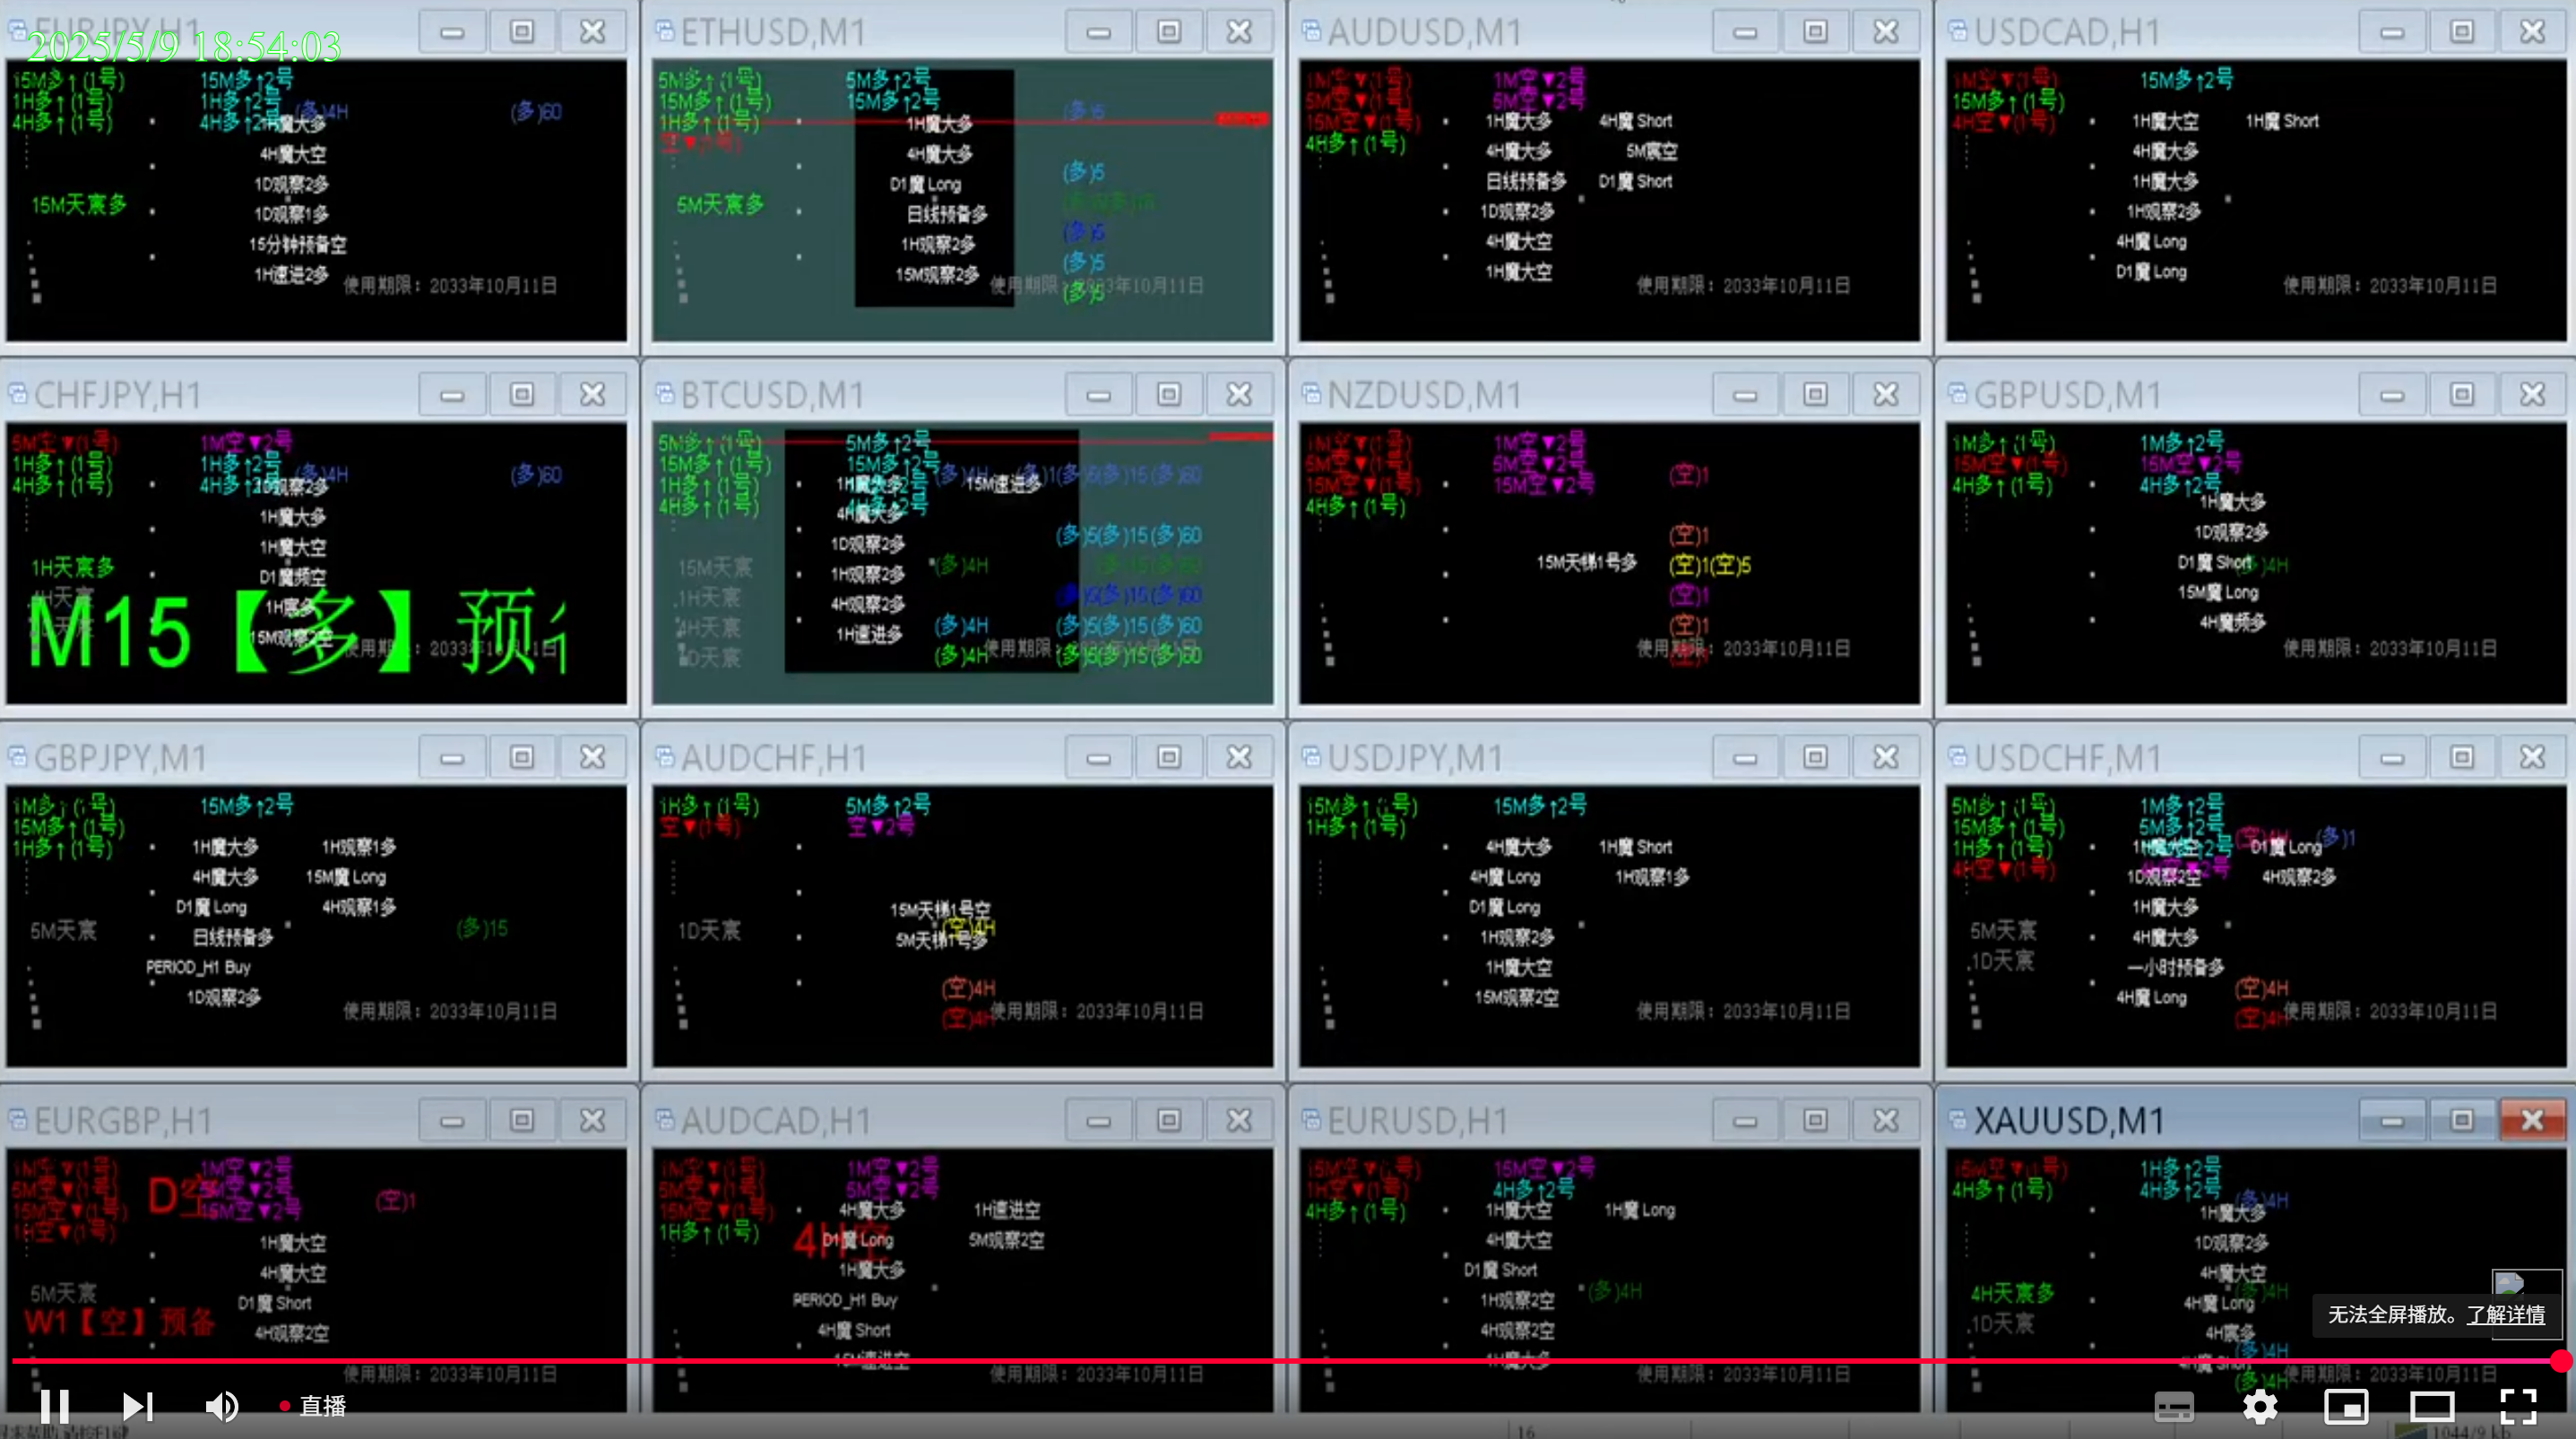 EURJPY,H1
2025/5/9 18:54:03
15M多↑(1号) 15M多↑2号
1H多↑(1号) 1H多↑2号 (多)4H (多)60
4H多↑(1号) 4H多↑2号 1H魔大多
4H魔大空
1D观察2多
15M天宸多 1D观察1多
15分钟预备空
1H速进2多
使用期限：2033年10月11日
ETHUSD,M1
5M多↑(1号) 5M多↑2号
15M多↑(1号) 15M多↑2号 (多)5
1H多↑(1号) 1H魔大多
空▼(1号) 4H魔大多
(多)5
D1魔 Long
5M天宸多 日线预备多
(多)5
1H观察2多
(多)5
15M观察2多
使用期限：2033年10月11日
(多)5
AUDUSD,M1
1M空▼(1号) 1M空▼2号
5M空▼(1号) 5M空▼2号
15M空▼(1号) 1H魔大多 4H魔 Short
4H多↑(1号) 4H魔大多 5M宸空
日线预备多 D1魔 Short
1D观察2多
4H魔大空
1H魔大空
使用期限：2033年10月11日
USDCAD,H1
1M空▼(1号) 15M多↑2号
15M多↑(1号)
4H空▼(1号) 1H魔大空 1H魔 Short
4H魔大多
1H魔大多
1H观察2多
4H魔 Long
D1魔 Long
使用期限：2033年10月11日
CHFJPY,H1
5M空▼(1号) 1M空▼2号
1H多↑(1号) 1H多↑2号 (多)4H (多)60
4H多↑(1号) 4H多↑2号 1D观察2多
1H魔大多
1H魔大空
1H天宸多 D1魔频空
4H天宸 1H宸多
M15【多】预
15M观察2空
使用期限：2033年10月11日
BTCUSD,M1
5M多↑(1号) 5M多↑2号
15M多↑(1号) 15M多↑2号 (多)4H (多)1(多)5(多)15(多)60
1H多↑(1号) 1H魔大多 15M速进多
4H多↑(1号) 4H多↑2号 4H魔大多
1D观察2多 (多)5(多)15(多)60
15M天宸 1H观察2多 (多)4H
1H天宸 4H观察2多 (多)5(多)15(多)60
4H天宸 1H速进多 (多)4H (多)5(多)15(多)60
D天宸 (多)4H 使用期限： (多)5(多)15(多)60
NZDUSD,M1
1M空▼(1号) 1M空▼2号
5M空▼(1号) 5M空▼2号 (空)1
15M空▼(1号) 15M空▼2号
4H多↑(1号)
(空)1
15M天梯1号多 (空)1(空)5
(空)1
(空)1
使用期限：2033年10月11日
GBPUSD,M1
1M多↑(1号) 1M多↑2号
15M空▼(1号) 15M空▼2号
4H多↑(1号) 4H多↑2号
1H魔大多
1D观察2多
D1魔 Short (多)4H
15M魔 Long
4H魔频多
使用期限：2033年10月11日
GBPJPY,M1
1M多↑(1号) 15M多↑2号
15M多↑(1号)
1H多↑(1号) 1H魔大多 1H观察1多
4H魔大多 15M魔 Long
D1魔 Long 4H观察1多
5M天宸 日线预备多 (多)15
PERIOD_H1 Buy
1D观察2多
使用期限：2033年10月11日
AUDCHF,H1
1H多↑(1号) 5M多↑2号
空▼(1号) 空▼2号
15M天梯1号空
1D天宸 (空)4H
5M天梯1号多
(空)4H
(空)4H 使用期限：2033年10月11日
USDJPY,M1
15M多↑(1号) 15M多↑2号
1H多↑(1号)
4H魔大多 1H魔 Short
4H魔 Long 1H观察1多
D1魔 Long
1H观察2多
1H魔大空
15M观察2空
使用期限：2033年10月11日
USDCHF,M1
5M多↑(1号) 1M多↑2号
15M多↑(1号) 5M多↑2号 (空)4H (多)1
1H多↑(1号) 1H魔大空 D1魔 Long
4H空▼(1号) 1D观察2空 4H观察2多
1H魔大多
5M天宸 4H魔大多
1D天宸 一小时预备多
4H魔 Long (空)4H
(空)4H 使用期限：2033年10月11日
EURGBP,H1
1M空▼(1号) 1M空▼2号
5M空▼(1号) D空 5M空▼2号 (空)1
15M空▼(1号) 15M空▼2号
1H空▼(1号) 1H魔大空
4H魔大空
5M天宸 D1魔 Short
W1【空】预备 4H观察2空
使用期限：2033年10月11日
AUDCAD,H1
1M空▼(1号) 1M空▼2号
5M空▼(1号) 5M空▼2号
15M空▼(1号) 4H魔大多 1H速进空
1H多↑(1号) 4H空 D1魔 Long 5M观察2空
1H魔大多
PERIOD_H1 Buy
4H魔 Short
15M速进空
使用期限：2033年10月11日
EURUSD,H1
15M空▼(1号) 15M空▼2号
1H空▼(1号) 4H多↑2号
4H多↑(1号) 1H魔大空 1H魔 Long
4H魔大空
D1魔 Short
1H观察2空 (多)4H
4H观察2空
1H魔大多
使用期限：2033年10月11日
XAUUSD,M1
15M空▼(1号) 1H多↑2号
4H多↑(1号) 4H多↑2号 (多)4H
1H魔大多
1D观察2多
4H魔大空
4H天宸多 4H魔 Long (多)4H
1D天宸 4H宸多
(多)4H
4H魔 Short
(多)4H 使用期限：2033年10月11日
无法全屏播放。了解详情
直播
16